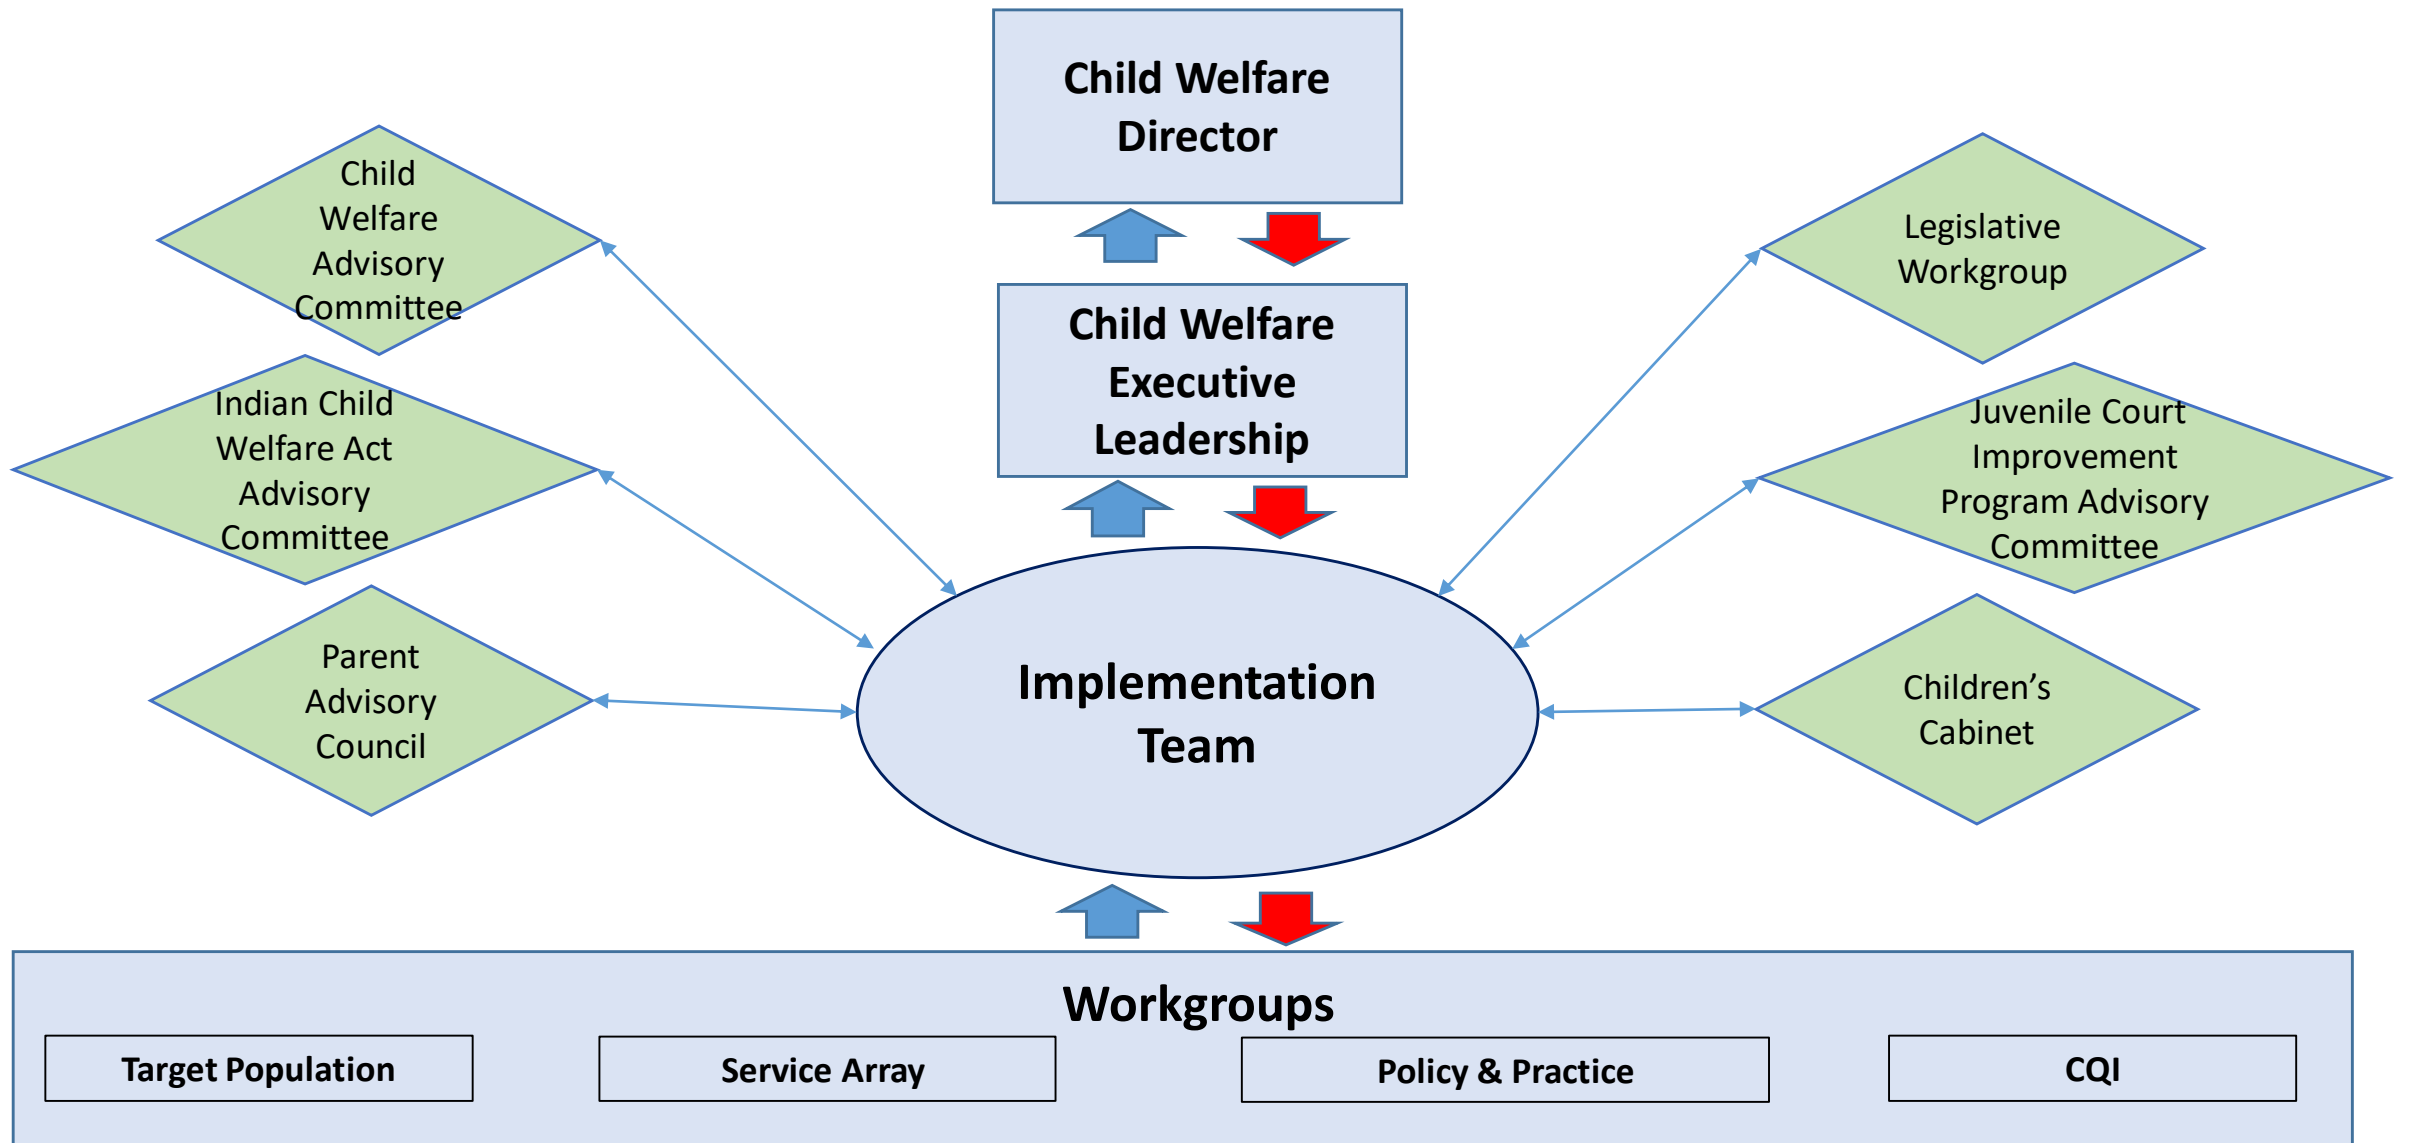 Child Welfare
Director
Child
Welfare
Advisory
Committee
Legislative
Workgroup
Child Welfare
Executive
Leadership
Indian Child
Welfare Act
Advisory
Committee
Juvenile Court
Improvement
Program Advisory
Committee
Parent
Advisory
Council
Implementation
Team
Children’s
Cabinet
Workgroups
Target Population
Service Array
Policy & Practice
CQI